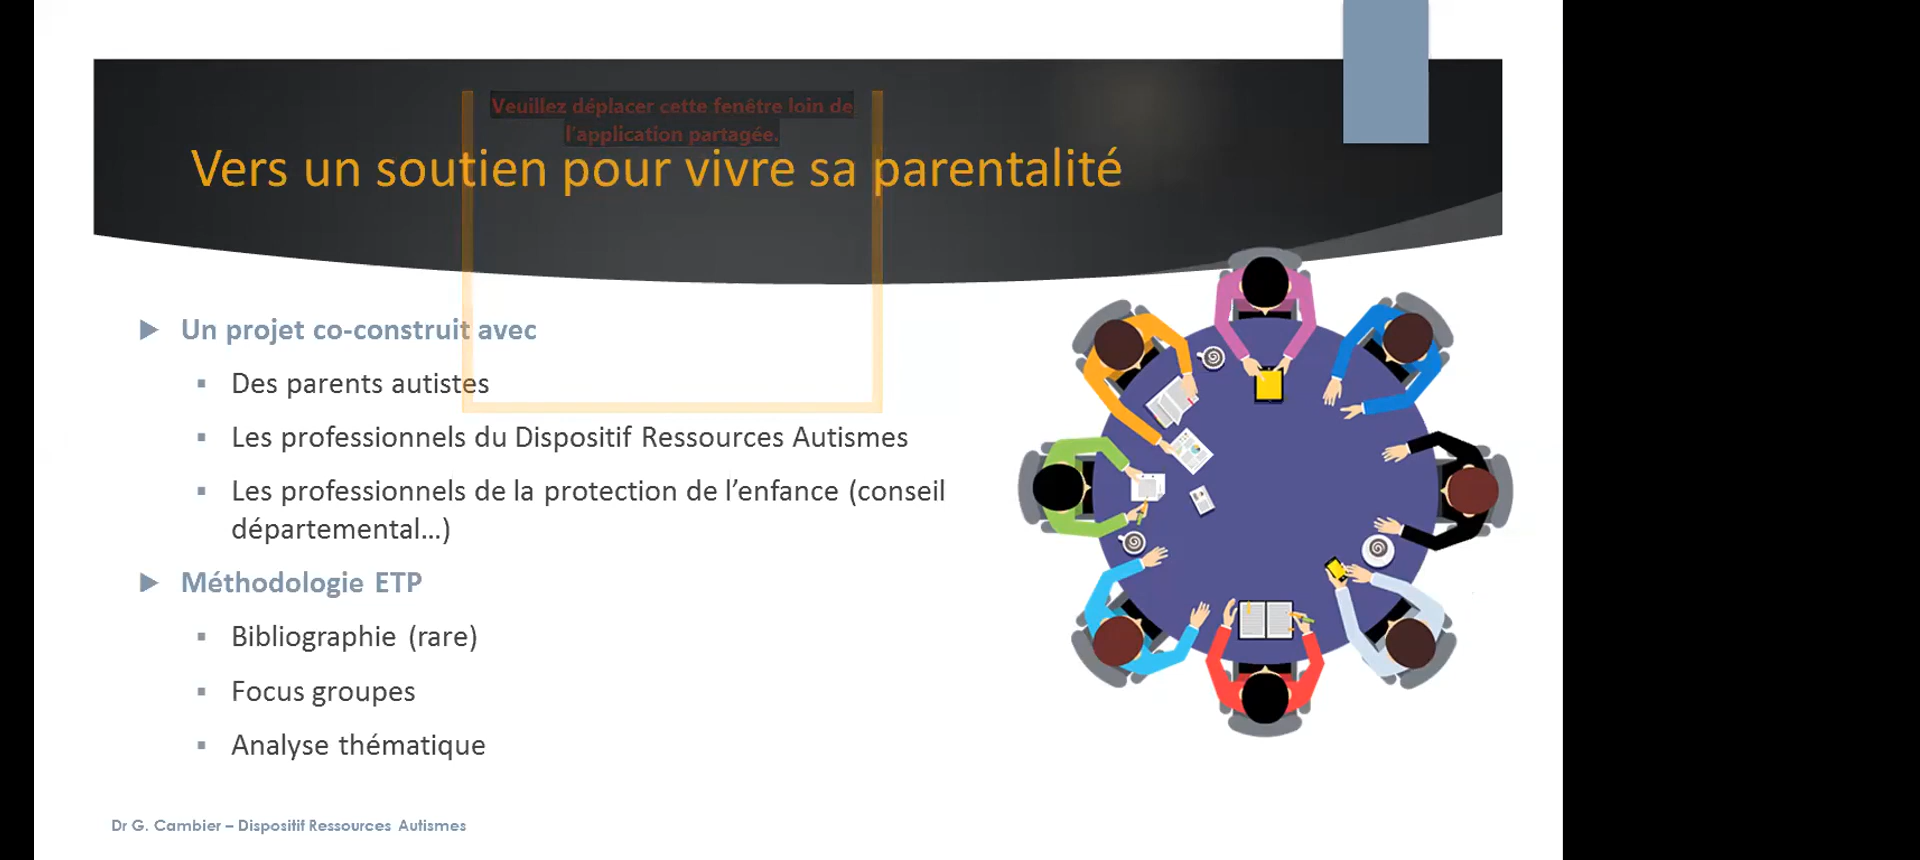 Veuillez déplacer cette fenêtre loin de
l'application partagée.
Vers un soutien pour vivre sa parentalité
Un projet co-construit avec
Des parents autistes
Les professionnels du Dispositif Ressources Autismes
Les professionnels de la protection de l’enfance (conseil
départemental…)
Méthodologie ETP
Bibliographie (rare)
Focus groupes
Analyse thématique
Dr G. Cambier – Dispositif Ressources Autismes